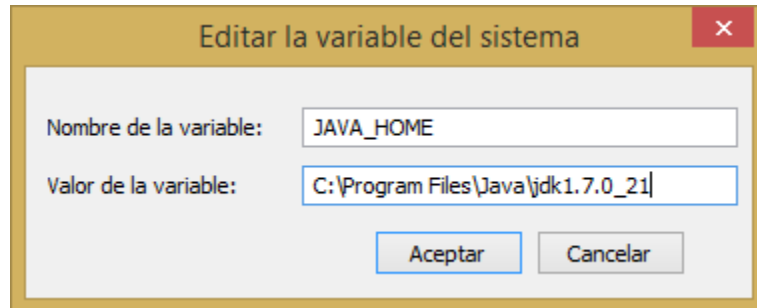 Editar la variable del sistema
Nombre de la variable: JAVA_HOME
Valor de la variable: C:\Program Files\Java\jdk1.7.0_21
Aceptar Cancelar